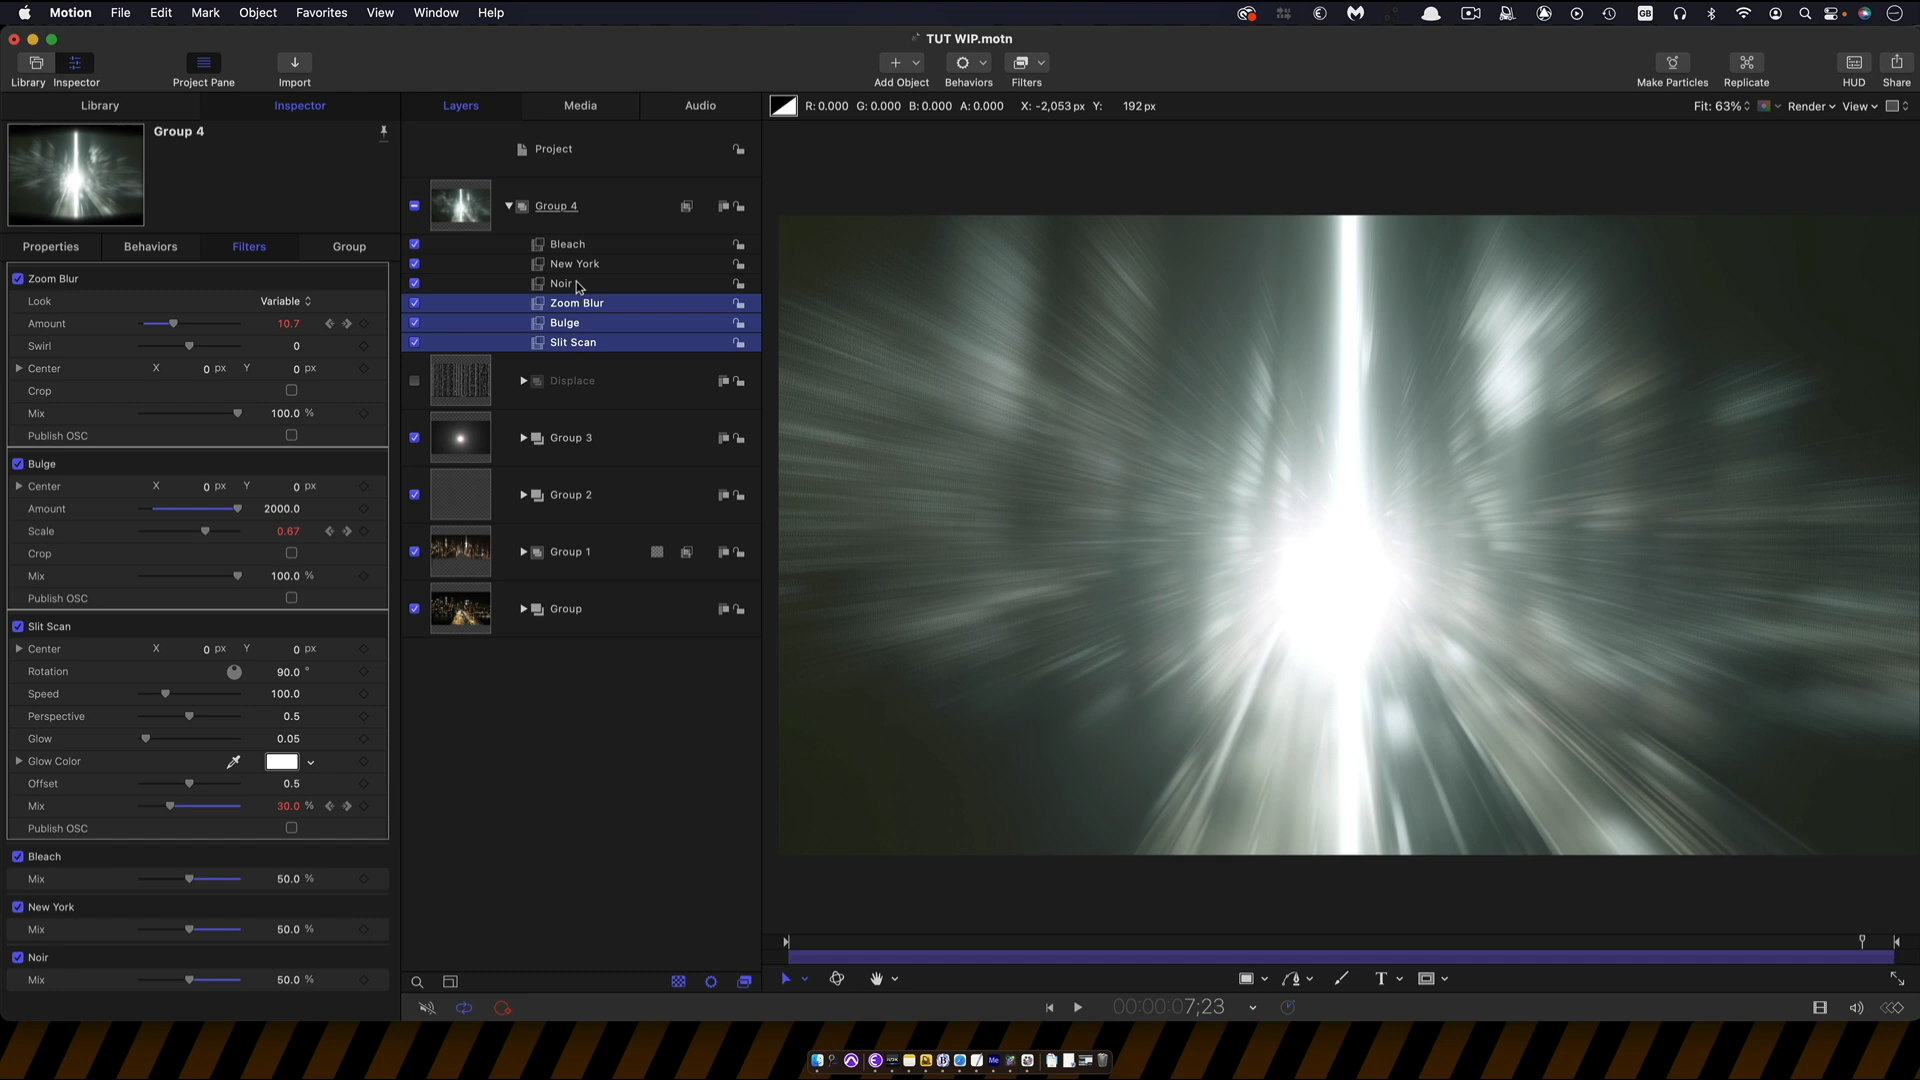 Motion File Edit Mark Object Favorites View Window Help
TUT WIP.motn
Library Inspector Project Pane Import Add Object Behaviors Filters Make Particles Replicate HUD Share
Library Inspector Layers Media Audio R: 0.000 G: 0.000 B: 0.000 A: 0.000 X: -2,053 px Y: 192 px Fit: 63% Render View
Group 4
Properties Behaviors Filters Group
Zoom Blur
Look Variable
Amount 10.7
Swirl 0
Center X 0 px Y 0 px
Crop
Mix 100.0 %
Publish OSC
Bulge
Center X 0 px Y 0 px
Amount 2000.0
Scale 0.67
Crop
Mix 100.0 %
Publish OSC
Slit Scan
Center X 0 px Y 0 px
Rotation 90.0 °
Speed 100.0
Perspective 0.5
Glow 0.05
Glow Color
Offset 0.5
Mix 30.0 %
Publish OSC
Bleach
Mix 50.0 %
New York
Mix 50.0 %
Noir
Mix 50.0 %
Project
Group 4
Bleach
New York
Noir
Zoom Blur
Bulge
Slit Scan
Displace
Group 3
Group 2
Group 1
Group
T
00:00:07;23